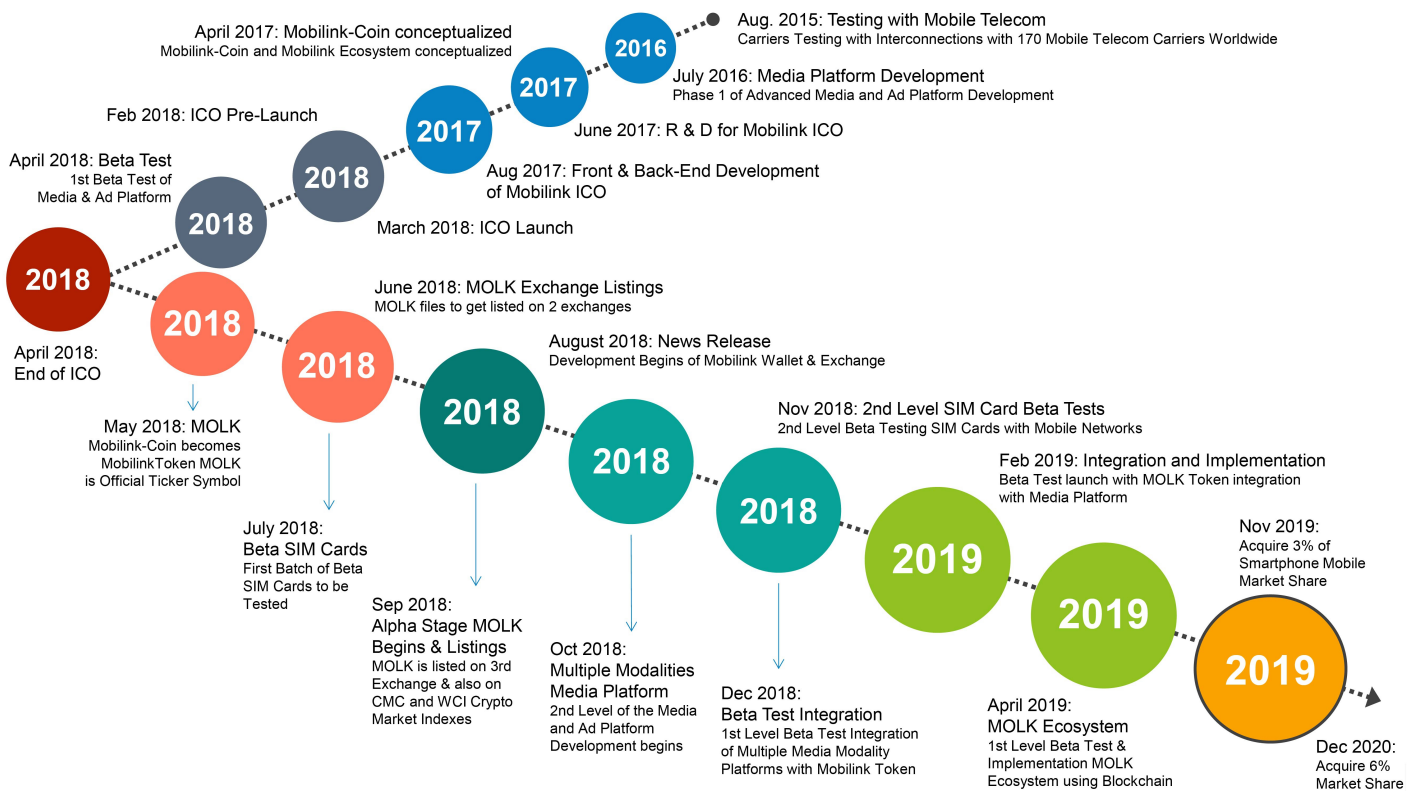 Aug. 2015: Testing with Mobile Telecom
Carriers Testing with Interconnections with 170 Mobile Telecom Carriers Worldwide
2016
July 2016: Media Platform Development
Phase 1 of Advanced Media and Ad Platform Development
April 2017: Mobilink-Coin conceptualized
Mobilink-Coin and Mobilink Ecosystem conceptualized
2017
June 2017: R & D for Mobilink ICO
2017
Aug 2017: Front & Back-End Development
of Mobilink ICO
Feb 2018: ICO Pre-Launch
2018
March 2018: ICO Launch
April 2018: Beta Test
1st Beta Test of
Media & Ad Platform
2018
2018
April 2018:
End of ICO
2018
May 2018: MOLK
Mobilink-Coin becomes
MobilinkToken MOLK
is Official Ticker Symbol
June 2018: MOLK Exchange Listings
MOLK files to get listed on 2 exchanges
2018
July 2018:
Beta SIM Cards
First Batch of Beta
SIM Cards to be
Tested
August 2018: News Release
Development Begins of Mobilink Wallet & Exchange
2018
Sep 2018:
Alpha Stage MOLK
Begins & Listings
MOLK is listed on 3rd
Exchange & also on
CMC and WCI Crypto
Market Indexes
2018
Oct 2018:
Multiple Modalities
Media Platform
2nd Level of the Media
and Ad Platform
Development begins
Nov 2018: 2nd Level SIM Card Beta Tests
2nd Level Beta Testing SIM Cards with Mobile Networks
2018
Dec 2018:
Beta Test Integration
1st Level Beta Test Integration
of Multiple Media Modality
Platforms with Mobilink Token
Feb 2019: Integration and Implementation
Beta Test launch with MOLK Token integration
with Media Platform
2019
2019
April 2019:
MOLK Ecosystem
1st Level Beta Test &
Implementation MOLK
Ecosystem using Blockchain
Nov 2019:
Acquire 3% of
Smartphone Mobile
Market Share
2019
Dec 2020:
Acquire 6%
Market Share